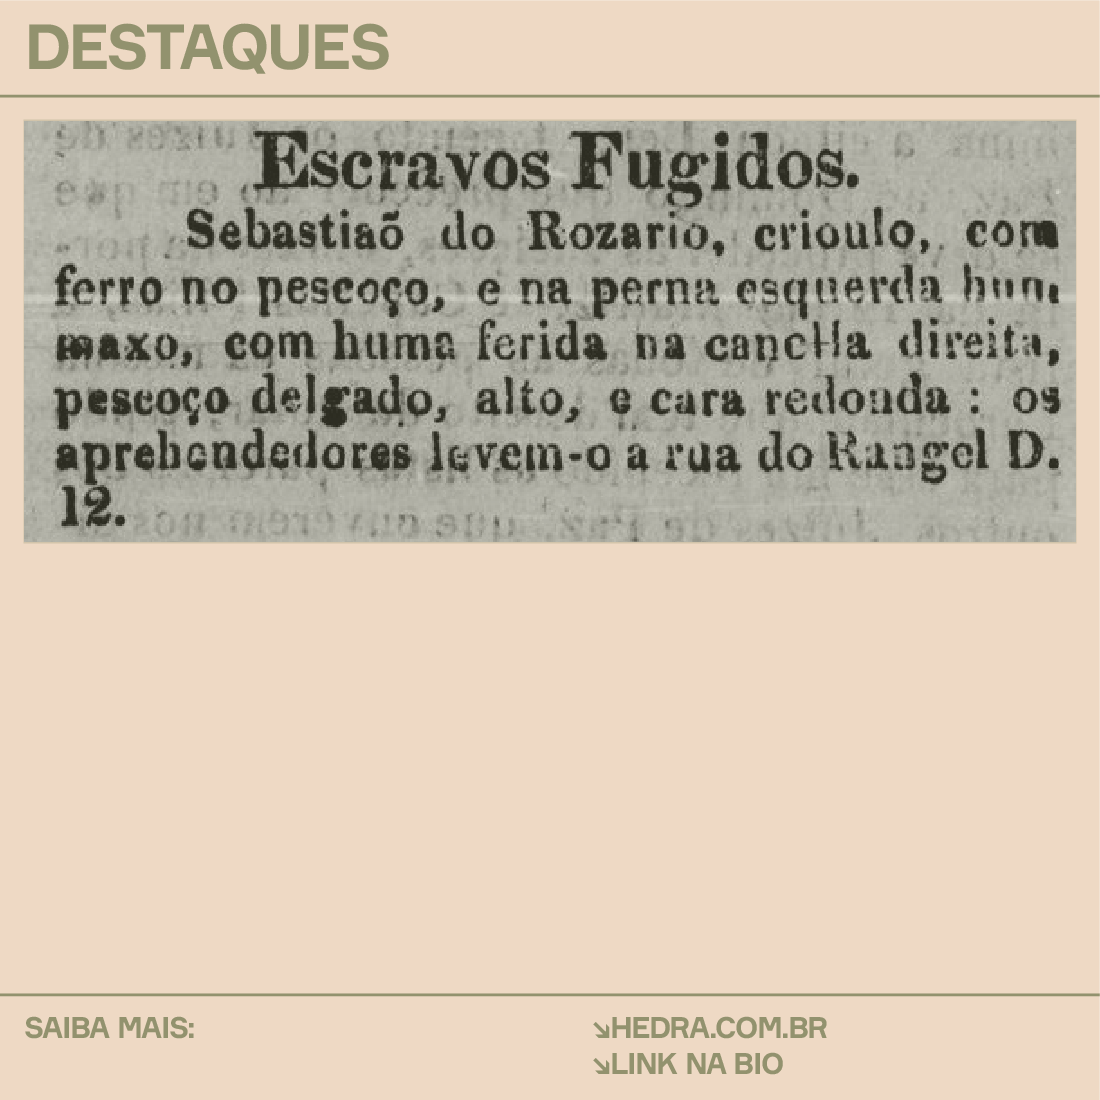 DESTAQUES
Escravos Fugidos.
Sebastiaõ do Rozario, crioulo, com
ferro no pescoço, e na perna esquerda hum
maxo, com huma ferida na canella direita,
pescoço delgado, alto, e cara redonda : os
aprehendedores levem-o a rua do Rangel D.
12.
SAIBA MAIS:
↘HEDRA.COM.BR
↘LINK NA BIO